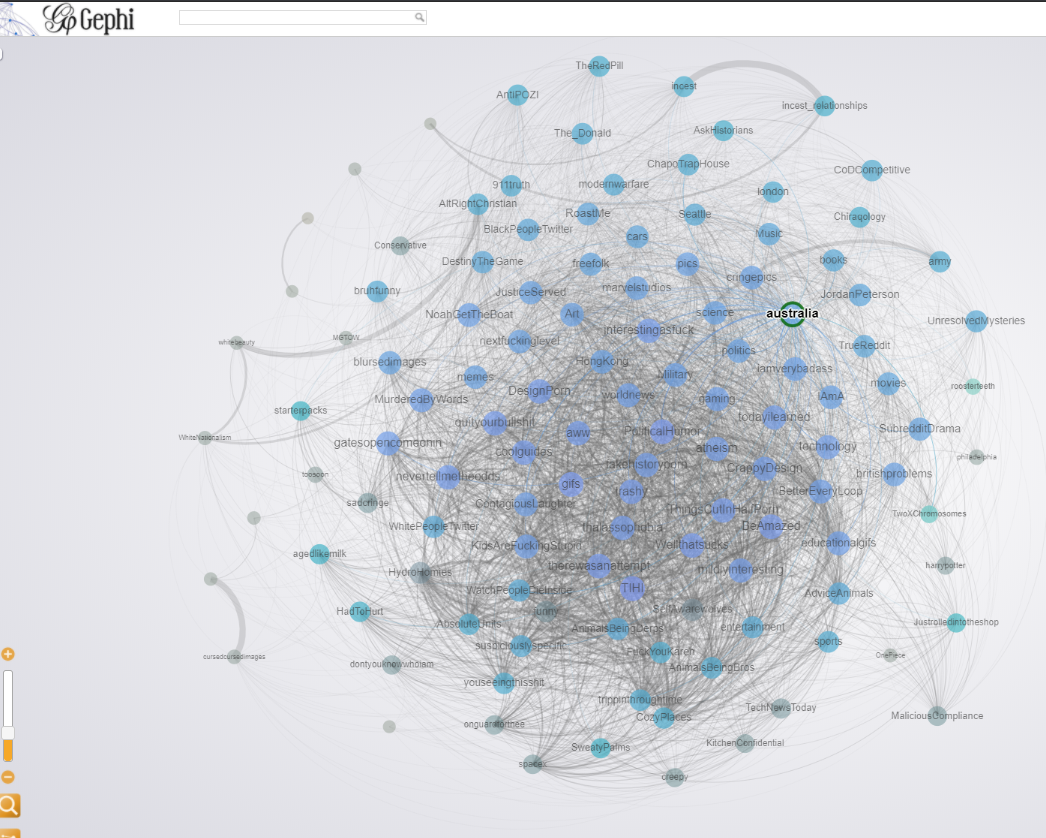 Gephi
TheRedPill
incest
AntiPOZI
incest_relationships
The_Donald
AskHistorians
ChapoTrapHouse
CoDCompetitive
911truth
modernwarfare
london
AltRightChristian
RoastMe
Seattle
Chiraqology
BlackPeopleTwitter
cars
Music
Conservative
DestinyTheGame
freefolk
pics
books
army
cringepics
bruhfunny
JusticeServed
marvelstudios
JordanPeterson
NoahGetTheBoat
Art
science
australia
UnresolvedMysteries
interestingasfuck
whitebeauty
MGTOW
nextfuckinglevel
politics
TrueReddit
blursedimages
HongKong
iamverybadass
memes
Military
movies
roosterteeth
MurderedByWords
DesignPorn
worldnews
gaming
IAmA
starterpacks
quityourbullshit
todayilearned
WhiteNationalism
gatesopencomeonin
aww
PoliticalHumor
SubredditDrama
coolguides
atheism
technology
philadelphia
toosoon
nevertellmetheodds
fakehistoryporn
CrappyDesign
britishproblems
sadcringe
gifs
trashy
BetterEveryLoop
ContagiousLaughter
ThingsCutInHalfPorn
TwoXChromosomes
WhitePeopleTwitter
thalassophobia
BeAmazed
agedlikemilk
KidsAreFuckingStupid
Wellthatsucks
educationalgifs
HydroHomies
therewasanattempt
mildlyinteresting
harrypotter
WatchPeopleDieInside
TIHI
AdviceAnimals
HadToHurt
funny
SelfAwarewolves
AbsoluteUnits
AnimalsBeingDerps
entertainment
Justrolledintotheshop
suspiciouslyspecific
FuckYouKaren
sports
cursedcursedimages
dontyouknowwhoiam
AnimalsBeingBros
OnePiece
youseeingthisshit
trippinthroughtime
TechNewsToday
onguardforthee
CozyPlaces
MaliciousCompliance
SweatyPalms
KitchenConfidential
spacex
creepy